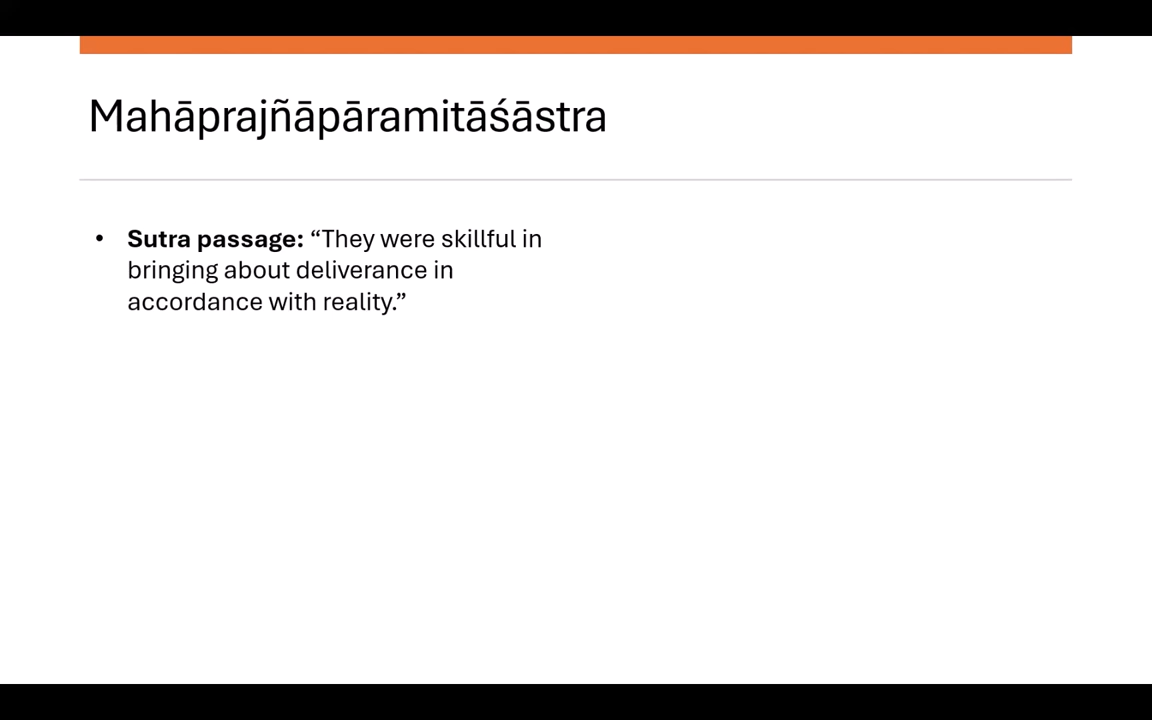 Mahāprajñāpāramitāśāstra
• Sutra passage: “They were skillful in
bringing about deliverance in
accordance with reality.”